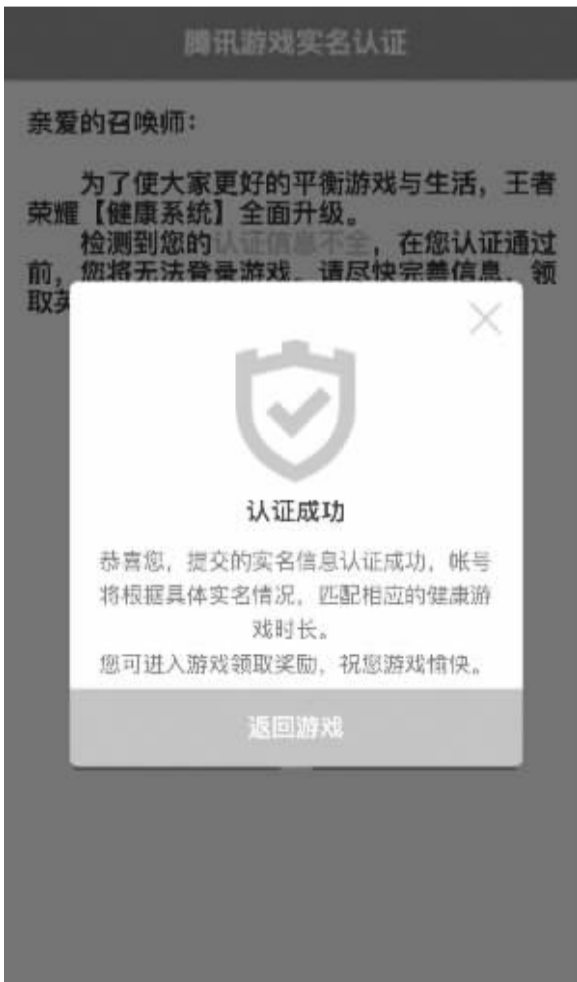 腾讯游戏实名认证
亲爱的召唤师：
为了使大家更好的平衡游戏与生活，王者
荣耀【健康系统】全面升级。
检测到您的认证信息不全，在您认证通过
前，您将无法登录游戏。请尽快完善信息，领
取英
认证成功
恭喜您，提交的实名信息认证成功，帐号
将根据具体实名情况，匹配相应的健康游
戏时长。
您可进入游戏领取奖励，祝您游戏愉快。
返回游戏